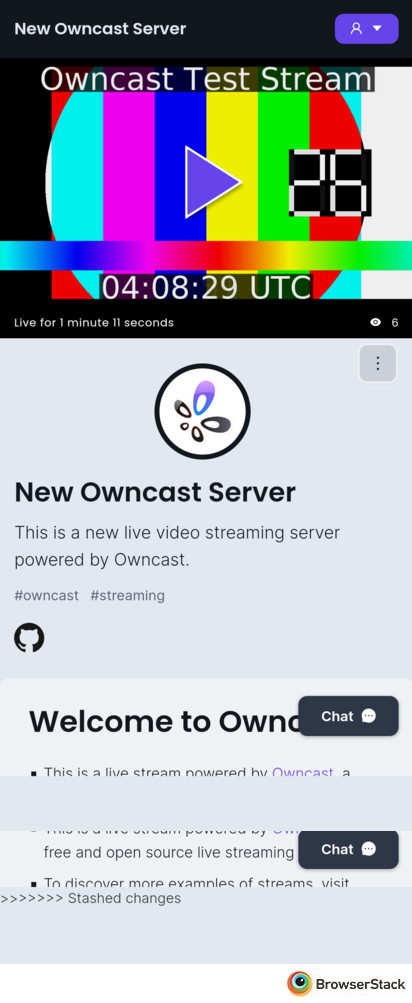 New Owncast Server
Owncast Test Stream
26
04:08:29 UTC
Live for 1 minute 11 seconds
6
New Owncast Server
This is a new live video streaming server
powered by Owncast.
#owncast #streaming
Welcome to Ownc
Chat
This is a live stream powered by Owncast, a
This is a live stream powered by Ow
free and open source live streaming
Chat
To discover more examples of streams, visit
>>>>>>> Stashed changes
BrowserStack